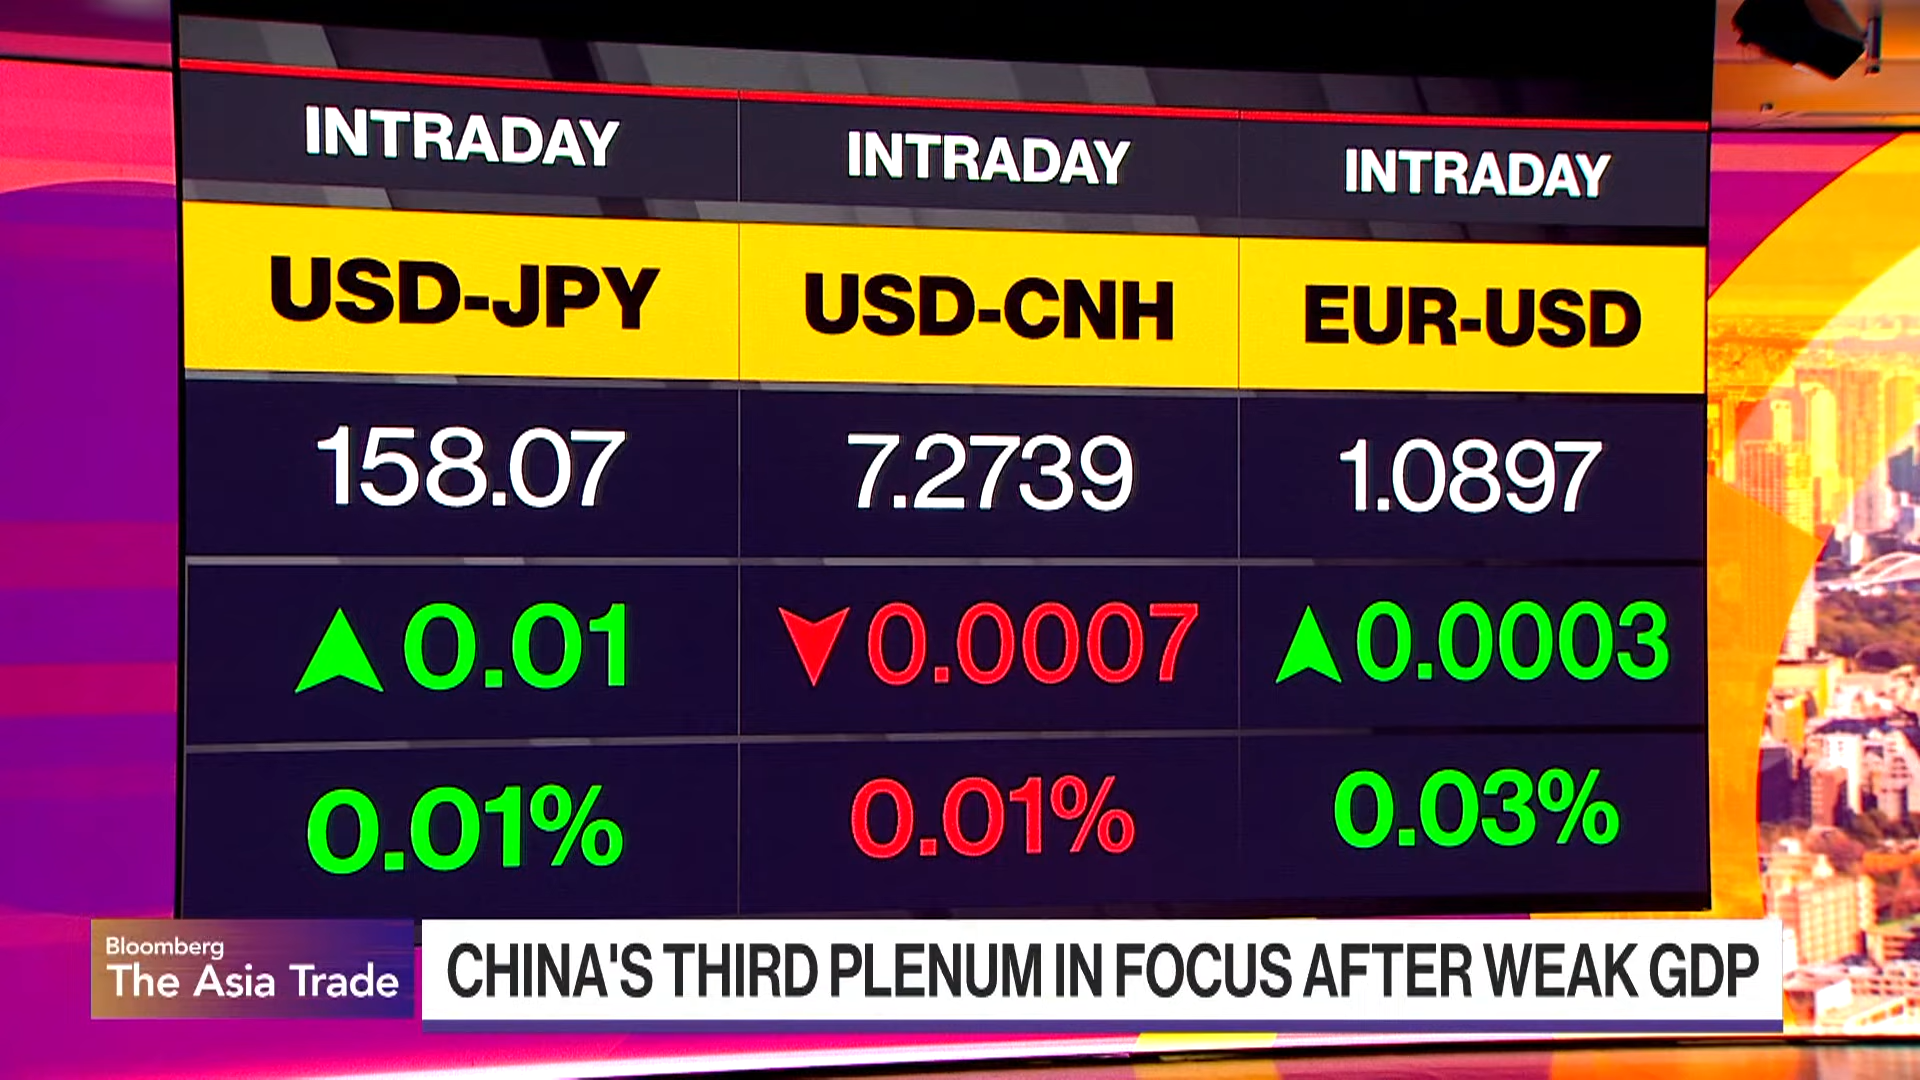 INTRADAY INTRADAY INTRADAY
USD-JPY USD-CNH EUR-USD
158.07 7.2739 1.0897
▲0.01 ▼0.0007 ▲0.0003
0.01% 0.01% 0.03%
Bloomberg
The Asia Trade
CHINA'S THIRD PLENUM IN FOCUS AFTER WEAK GDP